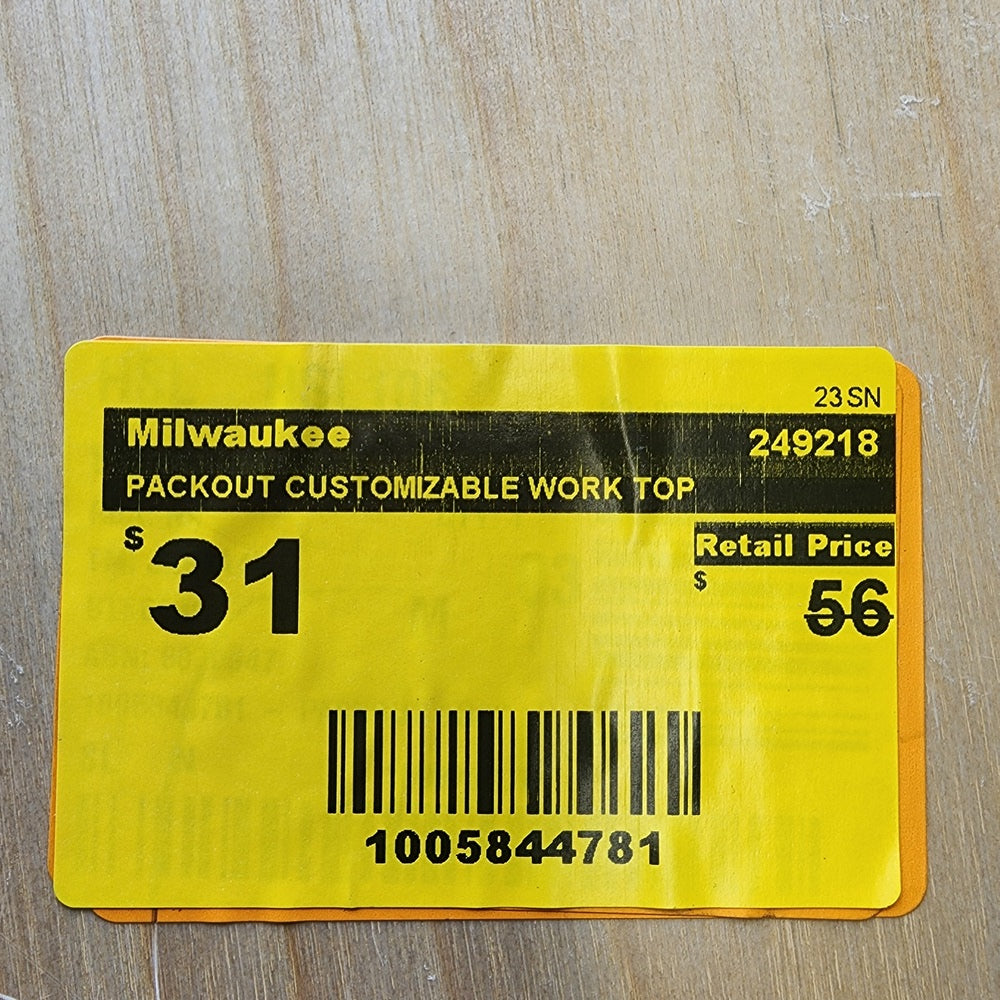 23 SN
Milwaukee 249218
PACKOUT CUSTOMIZABLE WORK TOP
$31
Retail Price
$56
1005844781